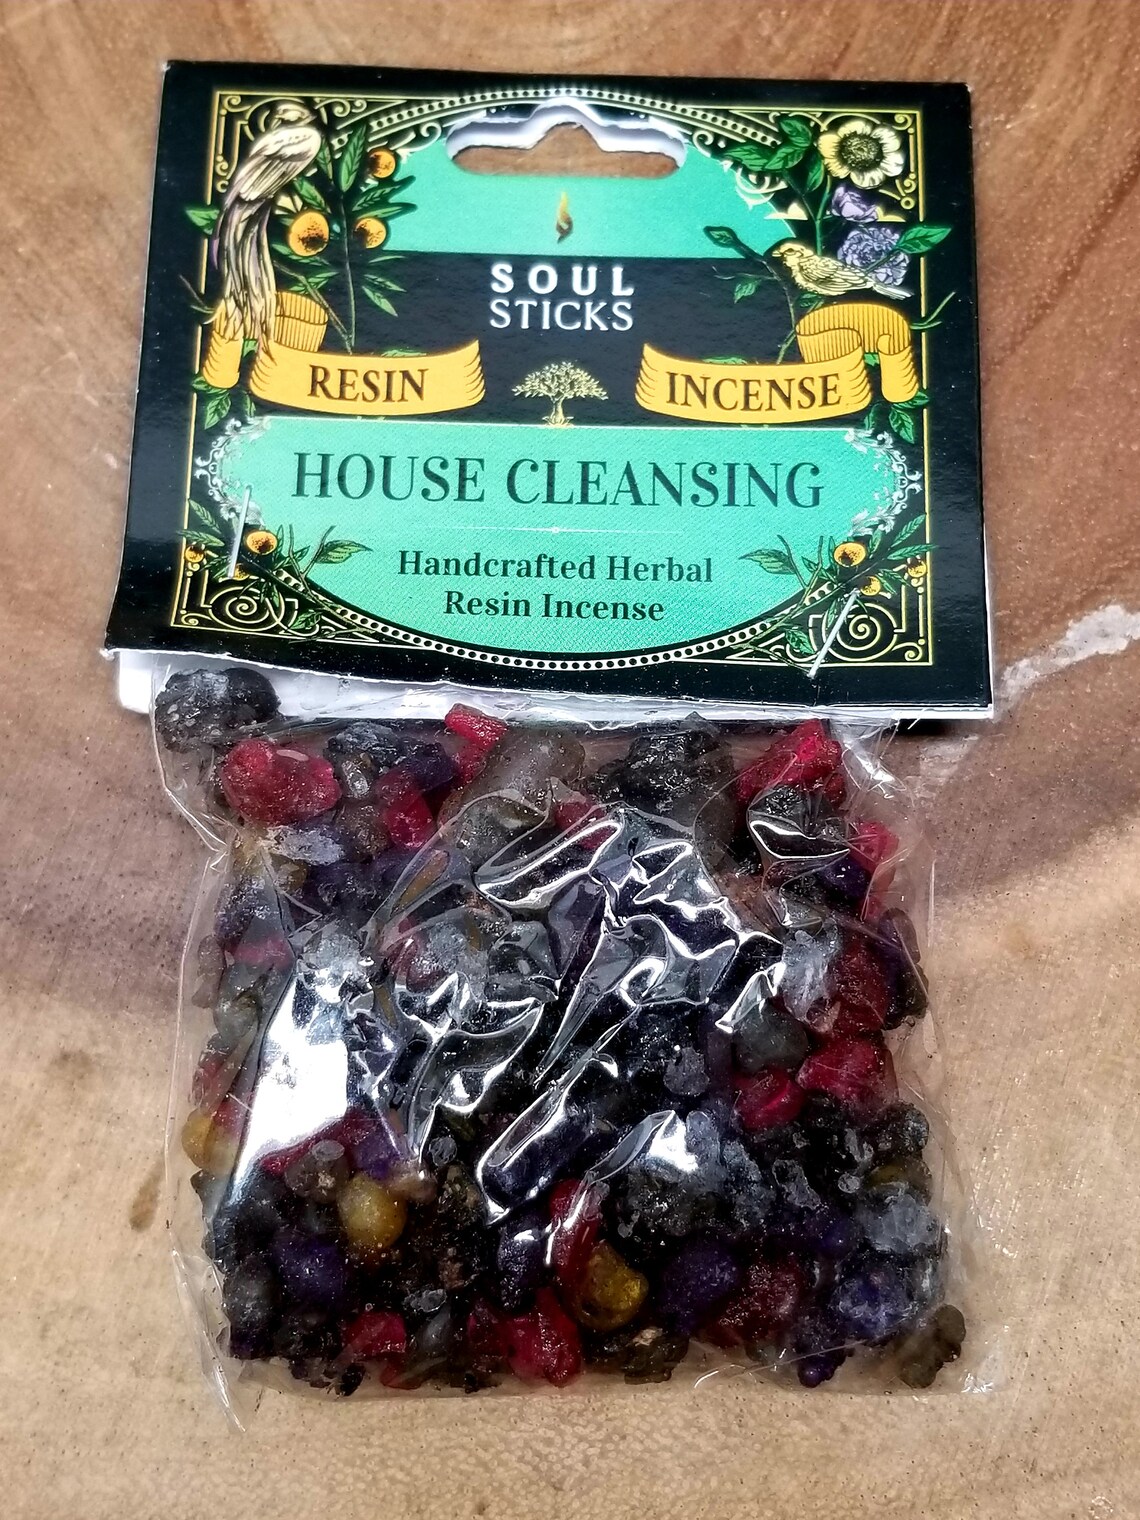 SOUL
STICKS
RESIN INCENSE
HOUSE CLEANSING
Handcrafted Herbal
Resin Incense